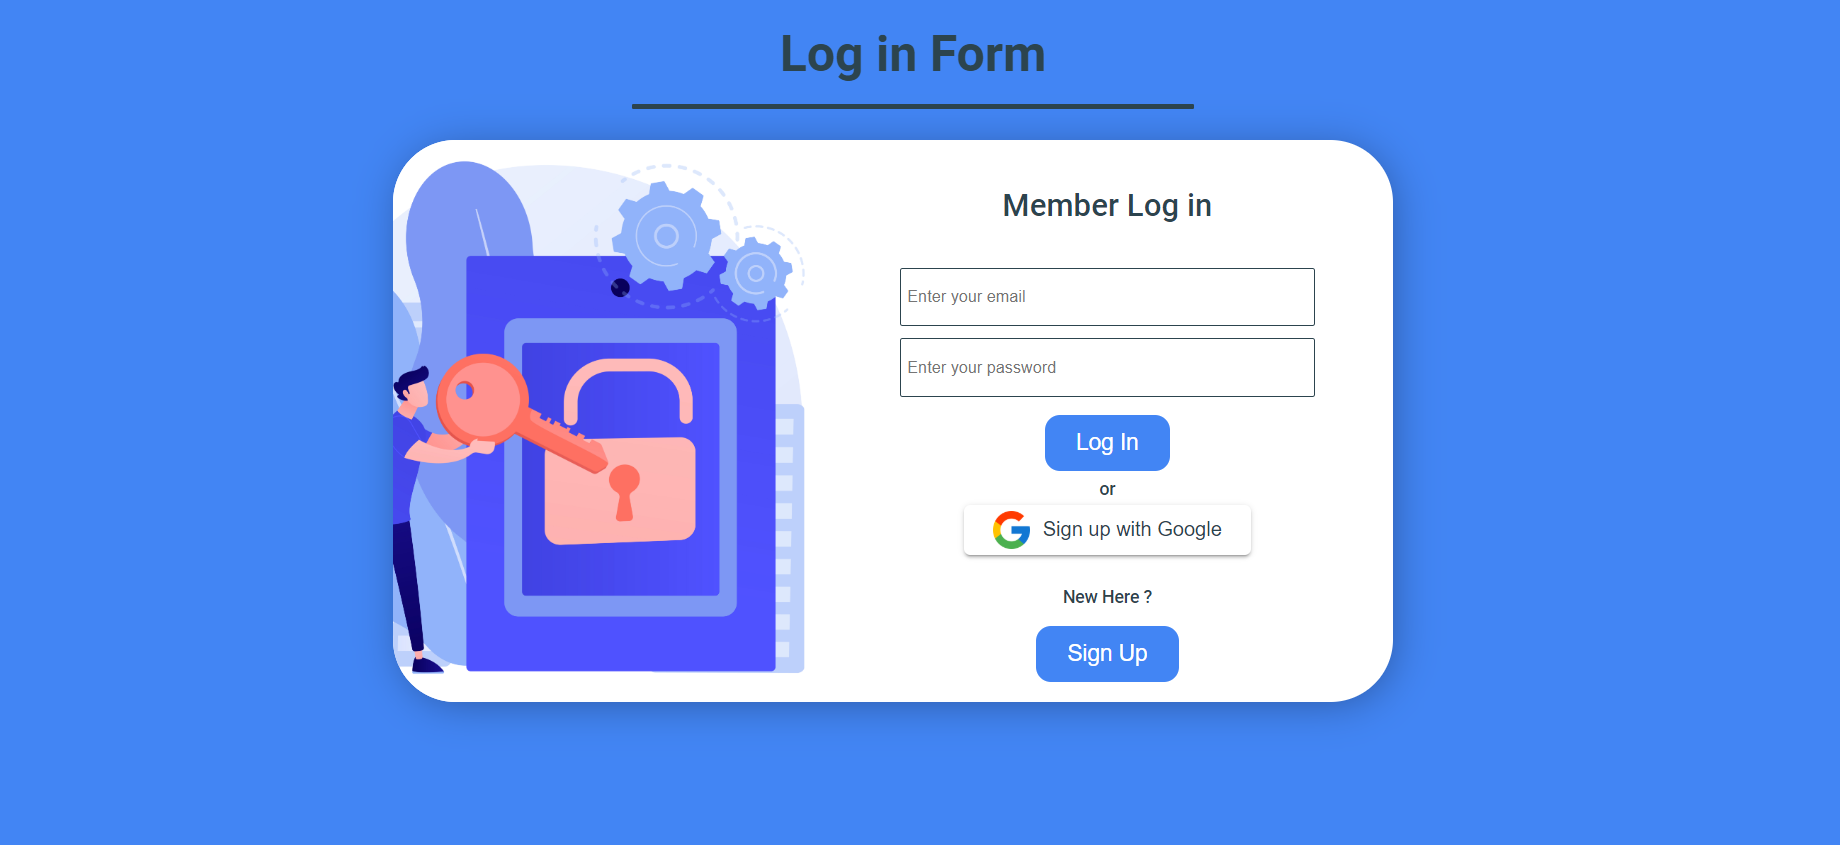 Log in Form
Member Log in
Enter your email
Enter your password
Log In
or
Sign up with Google
New Here ?
Sign Up